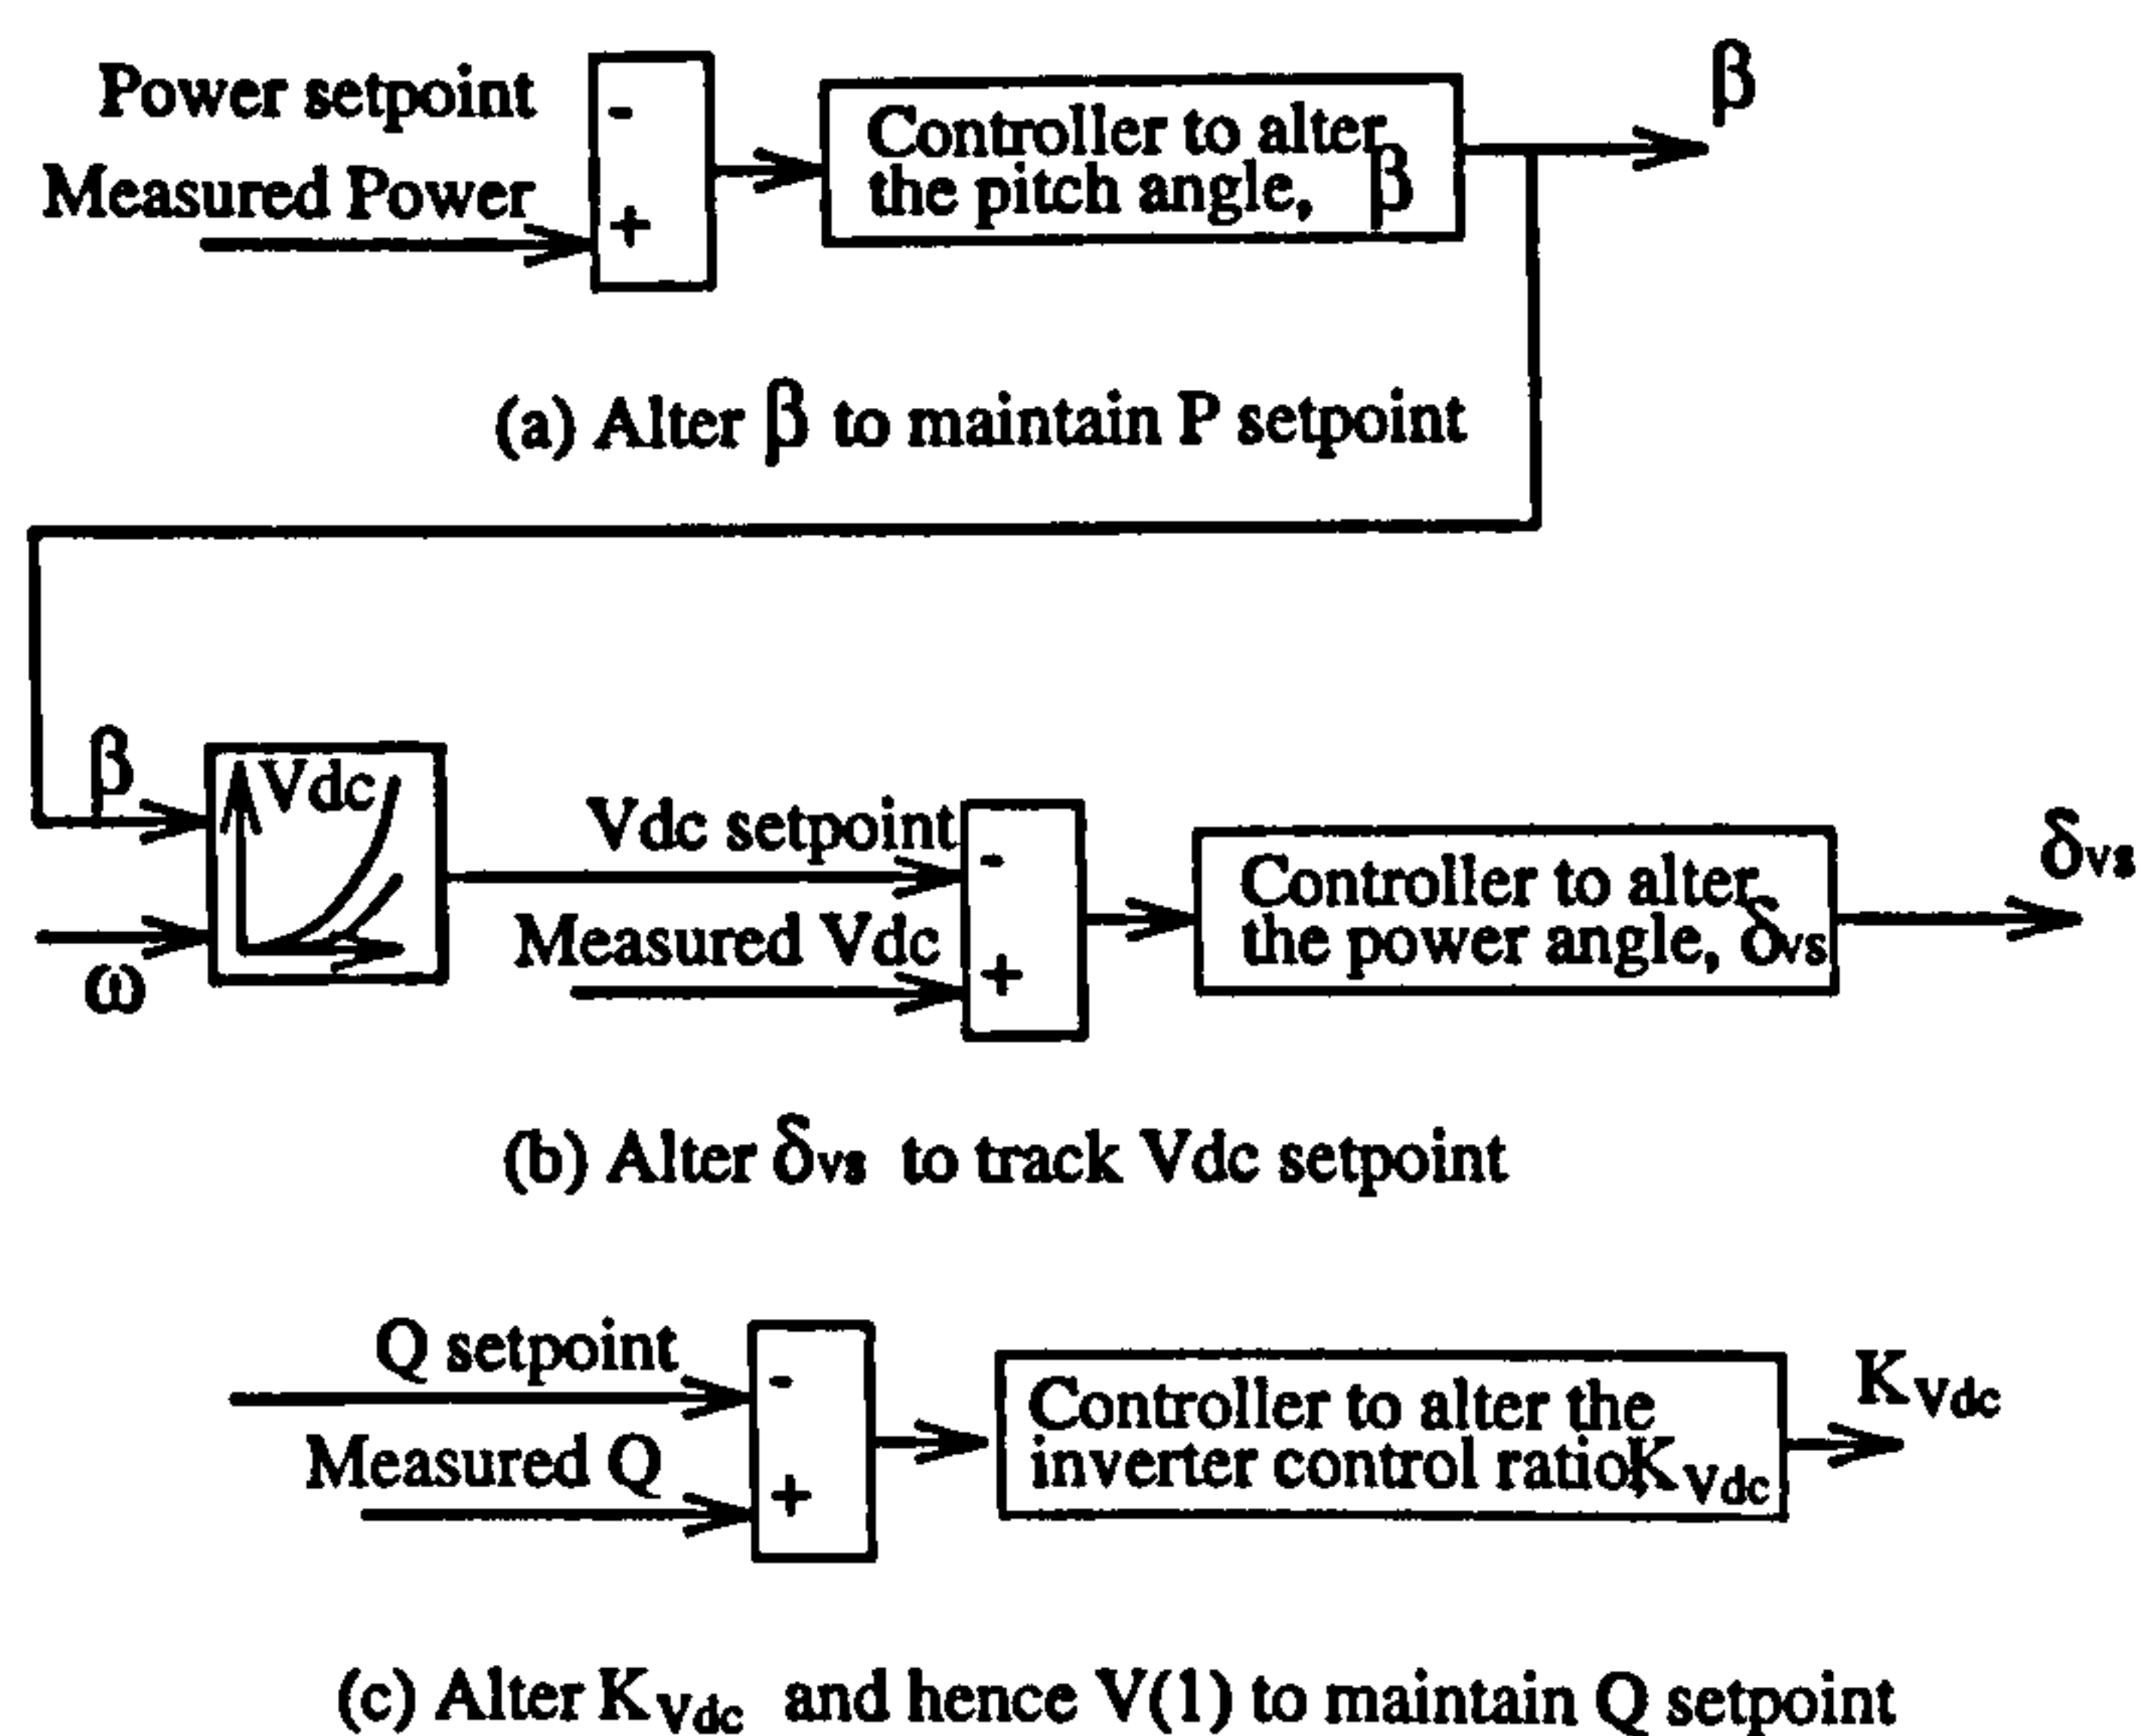 Power setpoint
Measured Power
-
+
Controller to alter
the pitch angle, β
β
(a) Alter β to maintain P setpoint
β
ω
Vdc
Vdc setpoint
Measured Vdc
-
+
Controller to alter
the power angle, δvs
δvs
(b) Alter δvs to track Vdc setpoint
Q setpoint
Measured Q
-
+
Controller to alter the
inverter control ratio,KVdc
KVdc
(c) Alter KVdc and hence V(1) to maintain Q setpoint